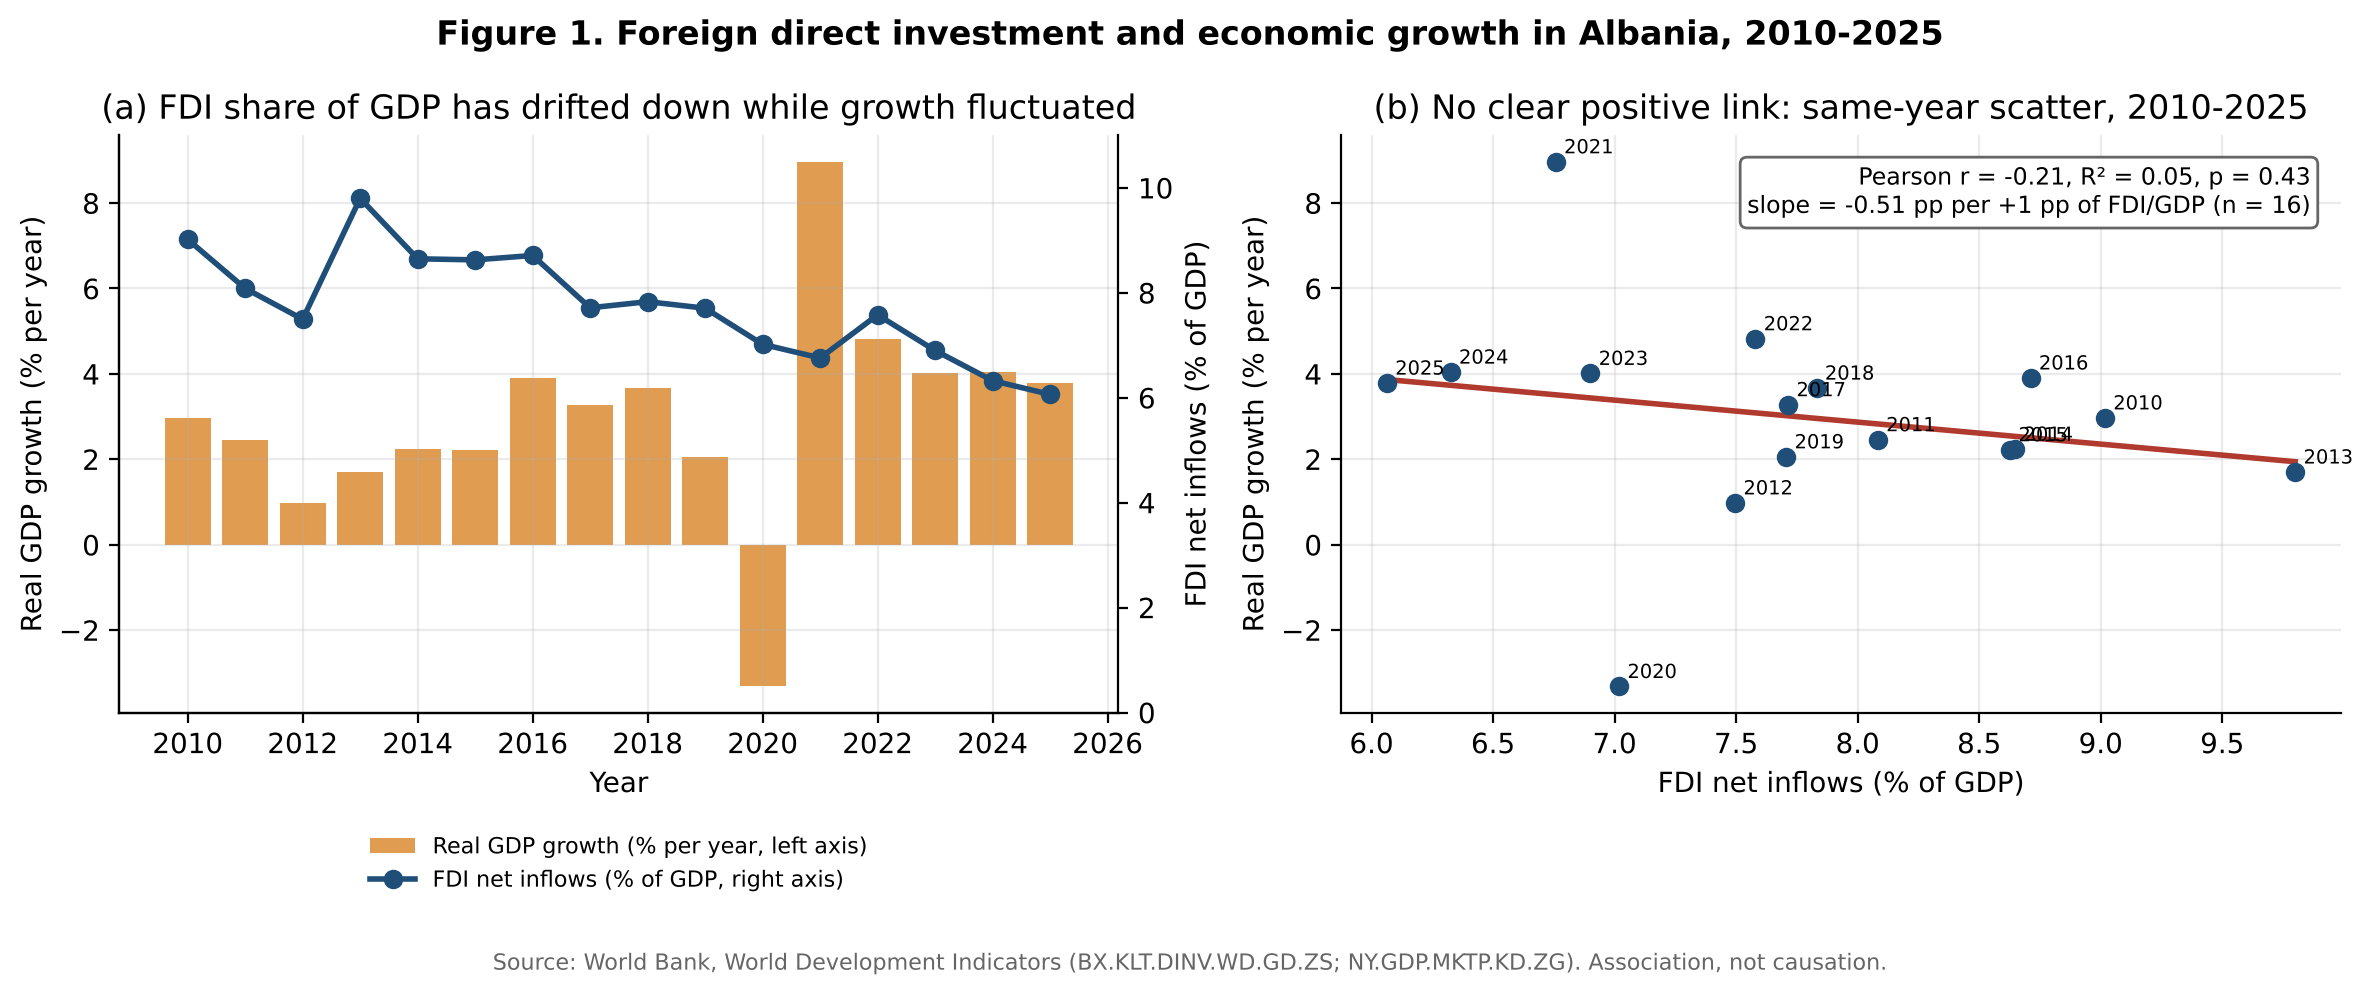 Figure 1. Foreign direct investment and economic growth in Albania, 2010-2025
(a) FDI share of GDP has drifted down while growth fluctuated
Real GDP growth (% per year)
8
6
4
2
0
−2
10
8
6
4
2
0
FDI net inflows (% of GDP)
2010 2012 2014 2016 2018 2020 2022 2024 2026
Year
Real GDP growth (% per year, left axis)
FDI net inflows (% of GDP, right axis)
(b) No clear positive link: same-year scatter, 2010-2025
Pearson r = -0.21, R² = 0.05, p = 0.43
slope = -0.51 pp per +1 pp of FDI/GDP (n = 16)
Real GDP growth (% per year)
8
6
4
2
0
−2
2021
2022
2025
2024
2023
2018
2016
2017
2010
2011
2015
2014
2019
2013
2012
2020
6.0 6.5 7.0 7.5 8.0 8.5 9.0 9.5
FDI net inflows (% of GDP)
Source: World Bank, World Development Indicators (BX.KLT.DINV.WD.GD.ZS; NY.GDP.MKTP.KD.ZG). Association, not causation.